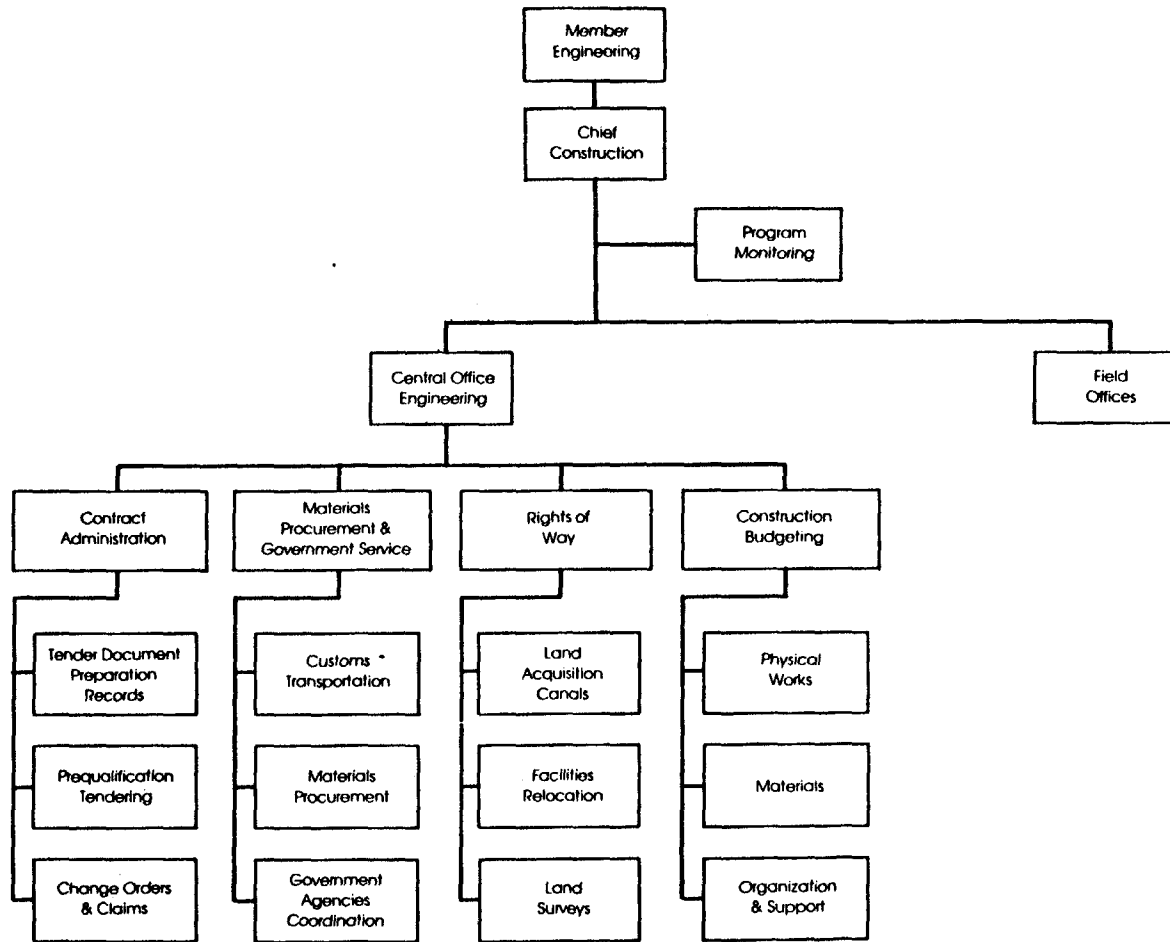 Member
Engineering
Chief
Construction
Program
Monitoring
Central Office
Engineering
Field
Offices
Contract
Administration
Materials
Procurement &
Government Service
Rights of
Way
Construction
Budgeting
Tender Document
Preparation
Records
Customs
Transportation
Land
Acquisition
Canals
Physical
Works
Prequalification
Tendering
Materials
Procurement
Facilities
Relocation
Materials
Change Orders
& Claims
Government
Agencies
Coordination
Land
Surveys
Organization
& Support